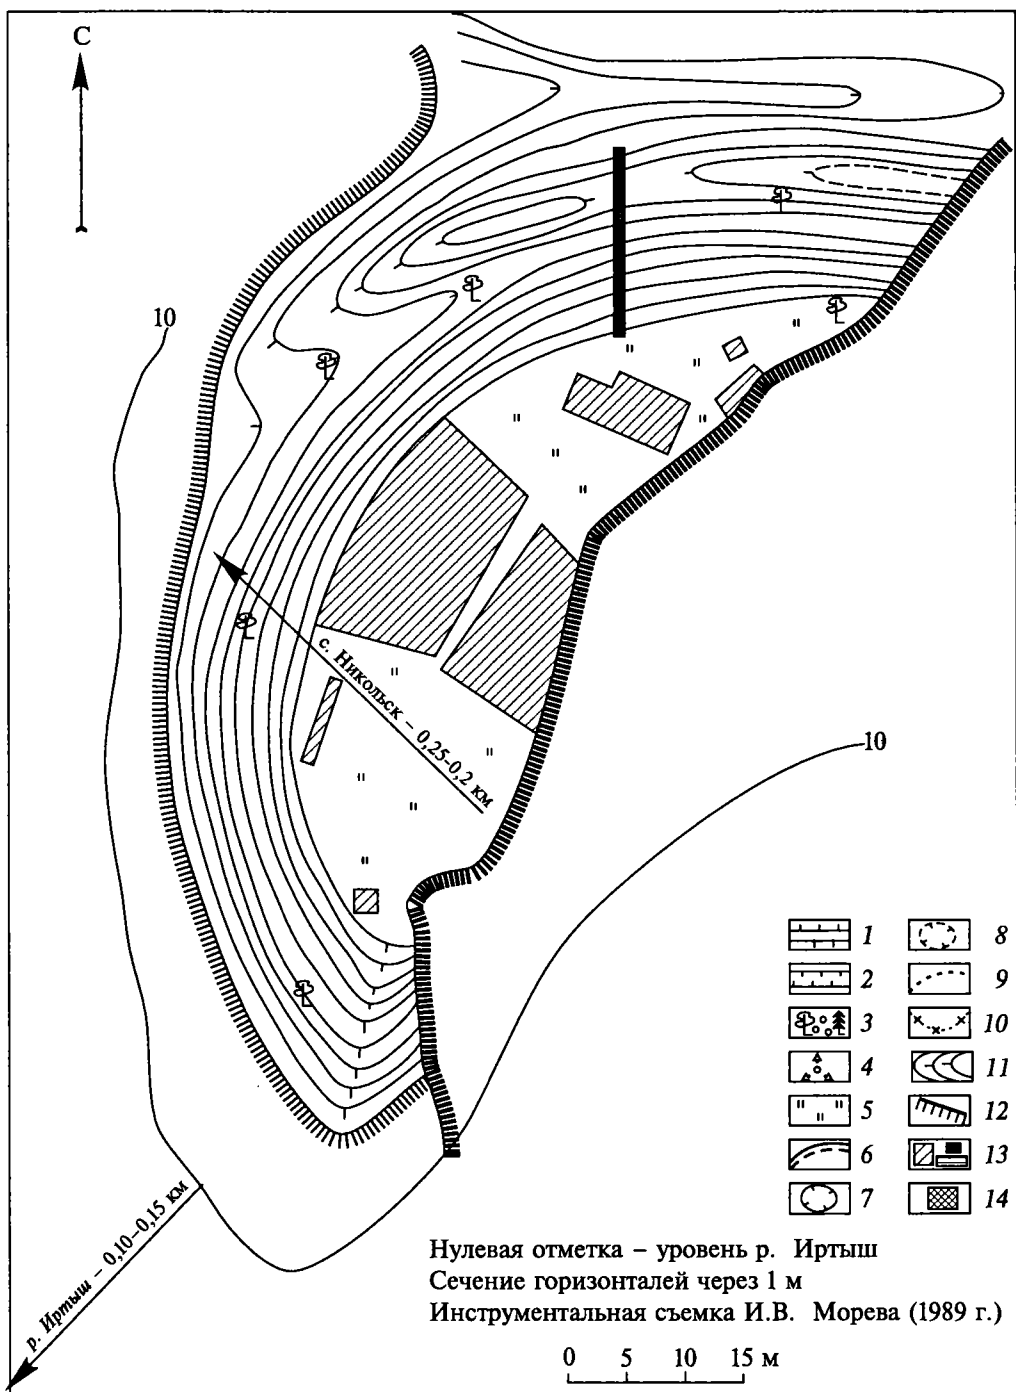 С
10
с. Никольск – 0,25-0,2 км
10
1
8
2
9
3
10
4
11
5
12
6
13
7
14
р. Иртыш – 0,10–0,15 км
Нулевая отметка – уровень р. Иртыш
Сечение горизонталей через 1 м
Инструментальная съемка И.В. Морева (1989 г.)
0 5 10 15 м